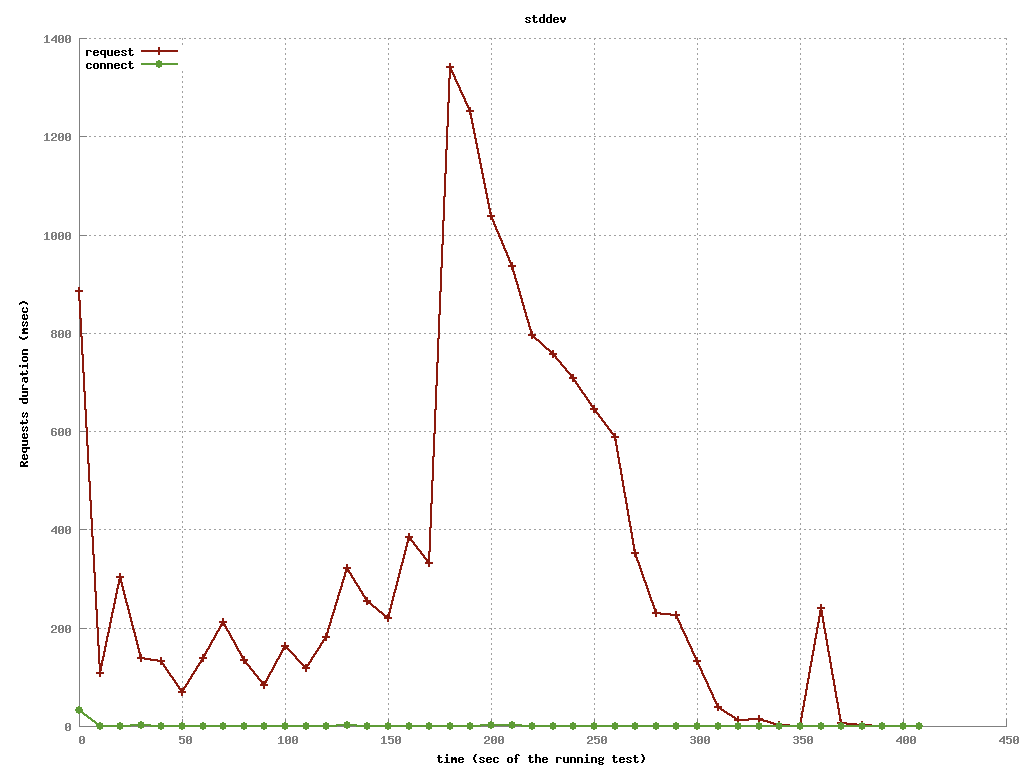 stddev
request
connect
1400
1200
1000
800
600
400
200
0
Requests duration (msec)
0 50 100 150 200 250 300 350 400 450
time (sec of the running test)